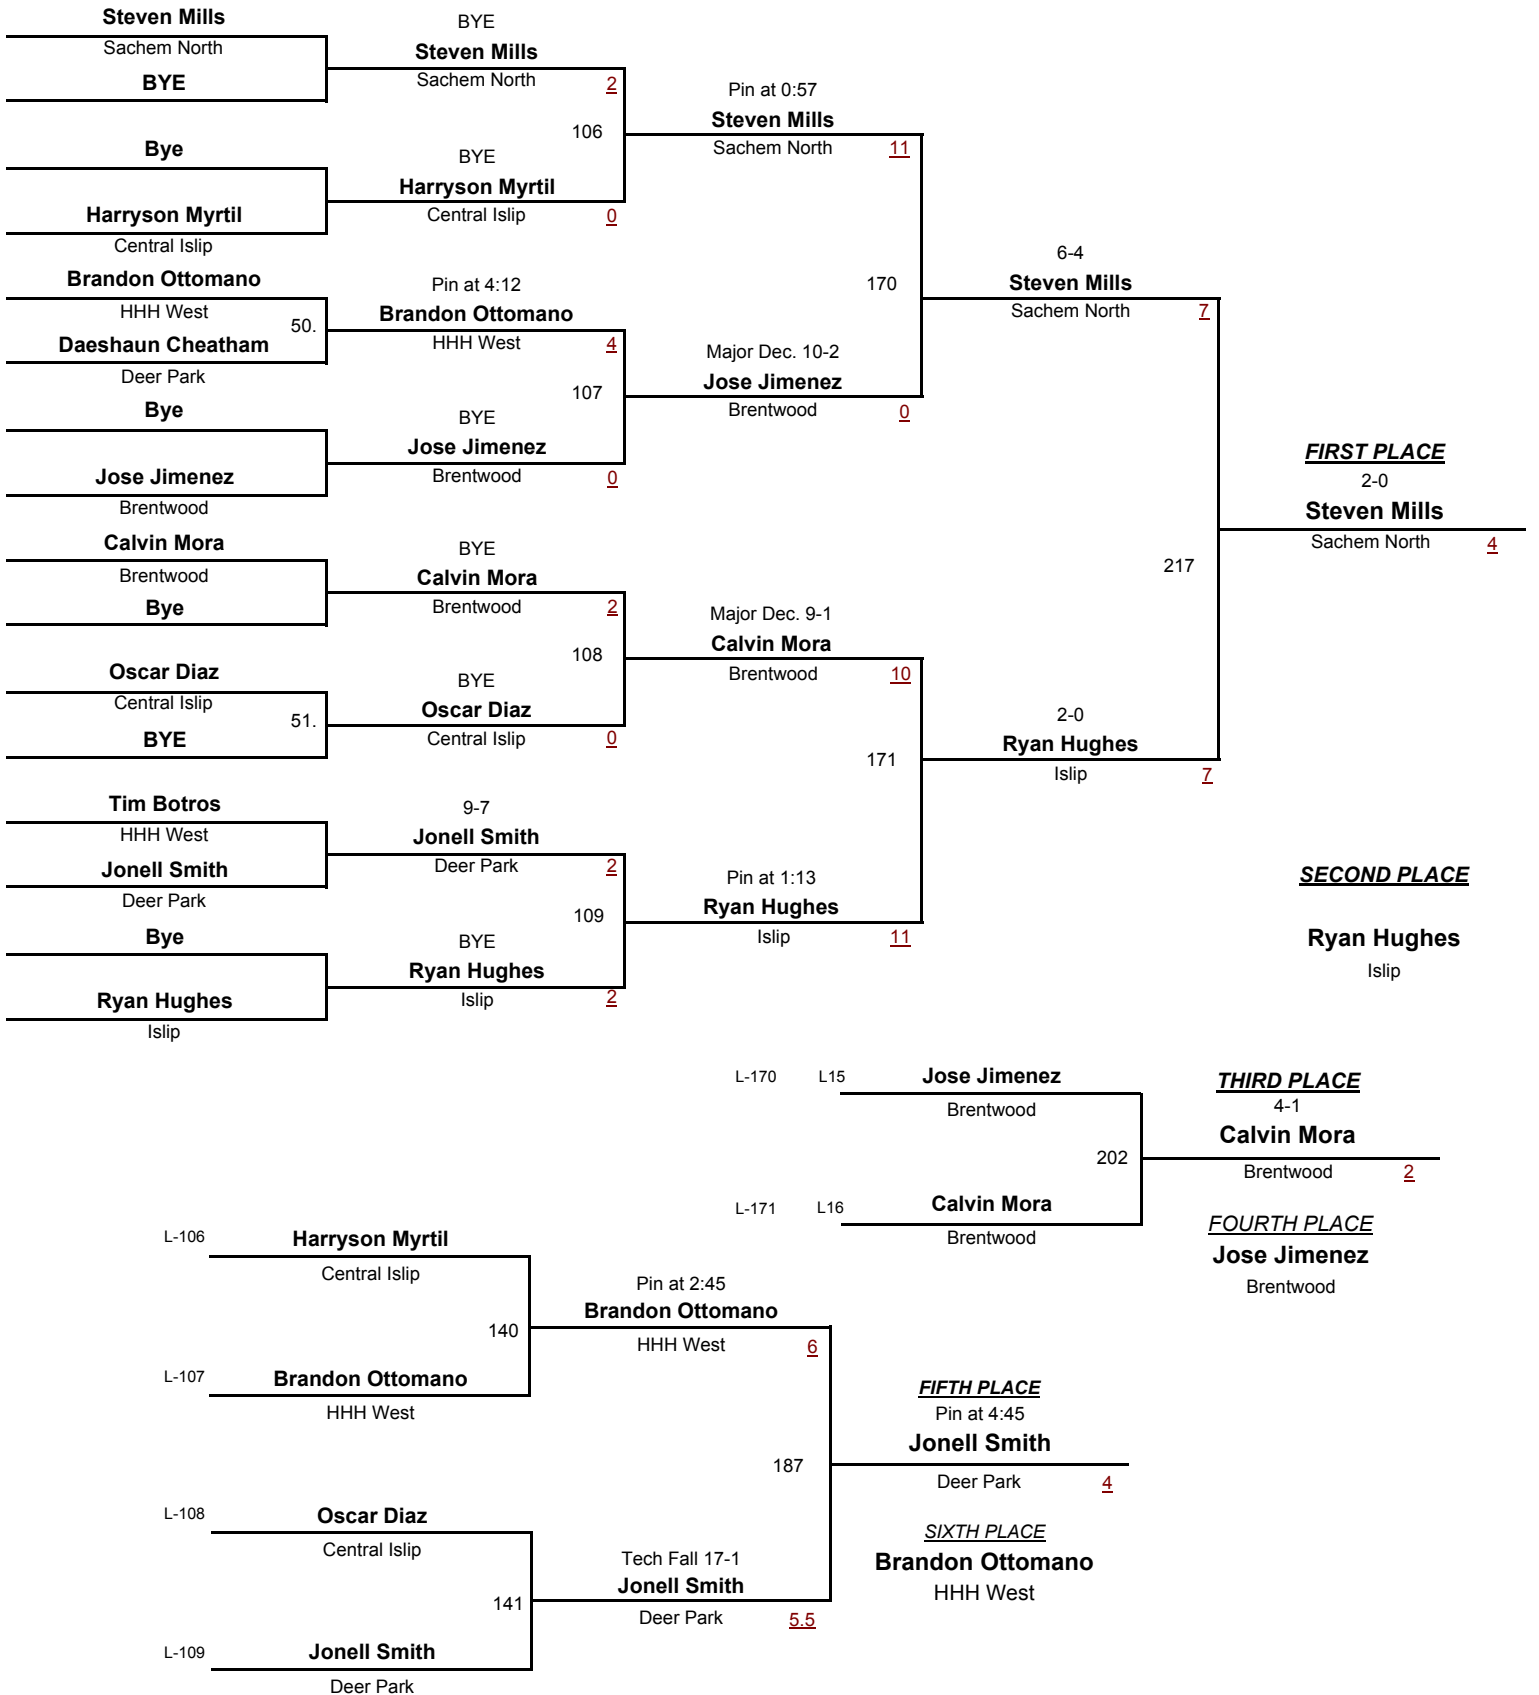 Steven Mills
Sachem North
BYE
Bye
Harryson Myrtil
Central Islip
Brandon Ottomano
HHH West
50.
Daeshaun Cheatham
Deer Park
Bye
Jose Jimenez
Brentwood
Calvin Mora
Brentwood
Bye
Oscar Diaz
Central Islip
51.
BYE
Tim Botros
HHH West
Jonell Smith
Deer Park
Bye
Ryan Hughes
Islip
BYE
Steven Mills
Sachem North 2
106
BYE
Harryson Myrtil
Central Islip 0
Pin at 4:12
Brandon Ottomano
HHH West 4
107
BYE
Jose Jimenez
Brentwood 0
BYE
Calvin Mora
Brentwood 2
108
BYE
Oscar Diaz
Central Islip 0
9-7
Jonell Smith
Deer Park 2
109
BYE
Ryan Hughes
Islip 2
Pin at 0:57
Steven Mills
Sachem North 11
170
Major Dec. 10-2
Jose Jimenez
Brentwood 0
Major Dec. 9-1
Calvin Mora
Brentwood 10
171
Pin at 1:13
Ryan Hughes
Islip 11
6-4
Steven Mills
Sachem North 7
217
2-0
Ryan Hughes
Islip 7
FIRST PLACE
2-0
Steven Mills
Sachem North 4
SECOND PLACE
Ryan Hughes
Islip
L-170 L15 Jose Jimenez
Brentwood
202
L-171 L16 Calvin Mora
Brentwood
THIRD PLACE
4-1
Calvin Mora
Brentwood 2
FOURTH PLACE
Jose Jimenez
Brentwood
L-106 Harryson Myrtil
Central Islip
140
L-107 Brandon Ottomano
HHH West
Pin at 2:45
Brandon Ottomano
HHH West 6
187
L-108 Oscar Diaz
Central Islip
141
L-109 Jonell Smith
Deer Park
Tech Fall 17-1
Jonell Smith
Deer Park 5.5
FIFTH PLACE
Pin at 4:45
Jonell Smith
Deer Park 4
SIXTH PLACE
Brandon Ottomano
HHH West